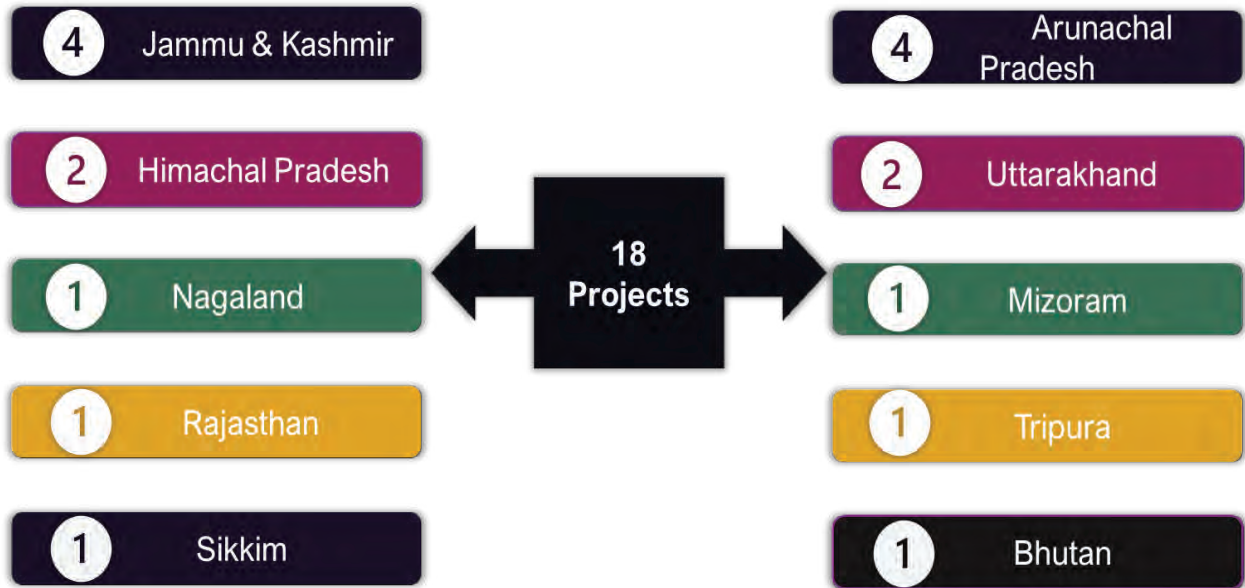 4 Jammu & Kashmir
2 Himachal Pradesh
1 Nagaland
1 Rajasthan
1 Sikkim
18
Projects
4 Arunachal
Pradesh
2 Uttarakhand
1 Mizoram
1 Tripura
1 Bhutan